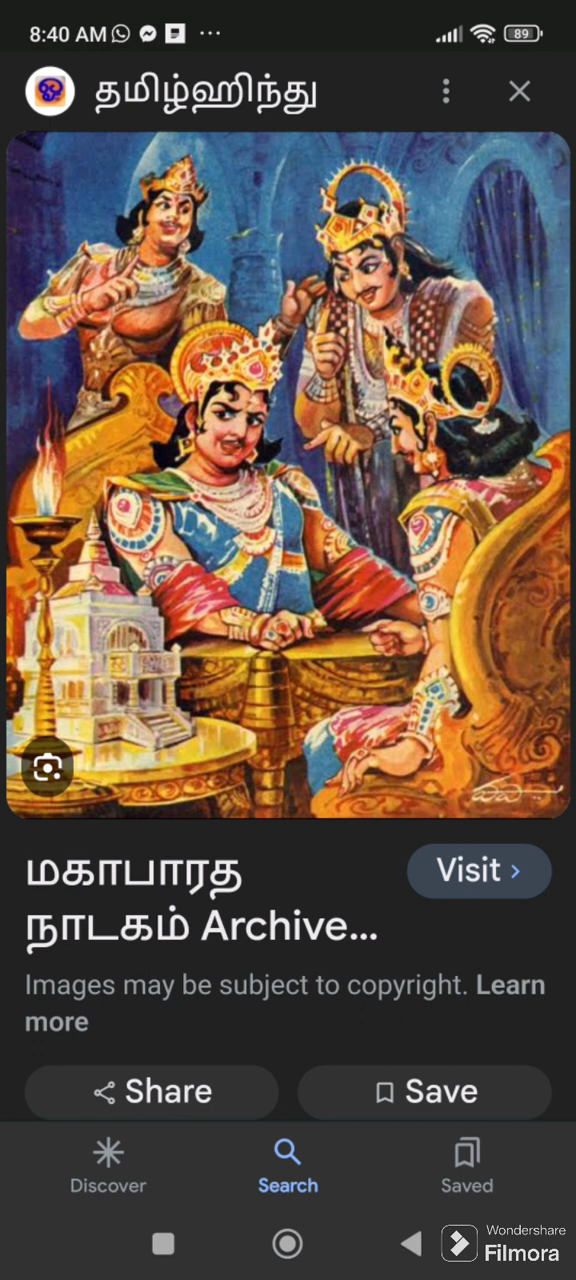 8:40 AM
89
தமிழ்ஹிந்து
மகாபாரத
நாடகம் Archive...
Visit
Images may be subject to copyright. Learn
more
Share
Save
Discover
Search
Saved
Wondershare
Filmora